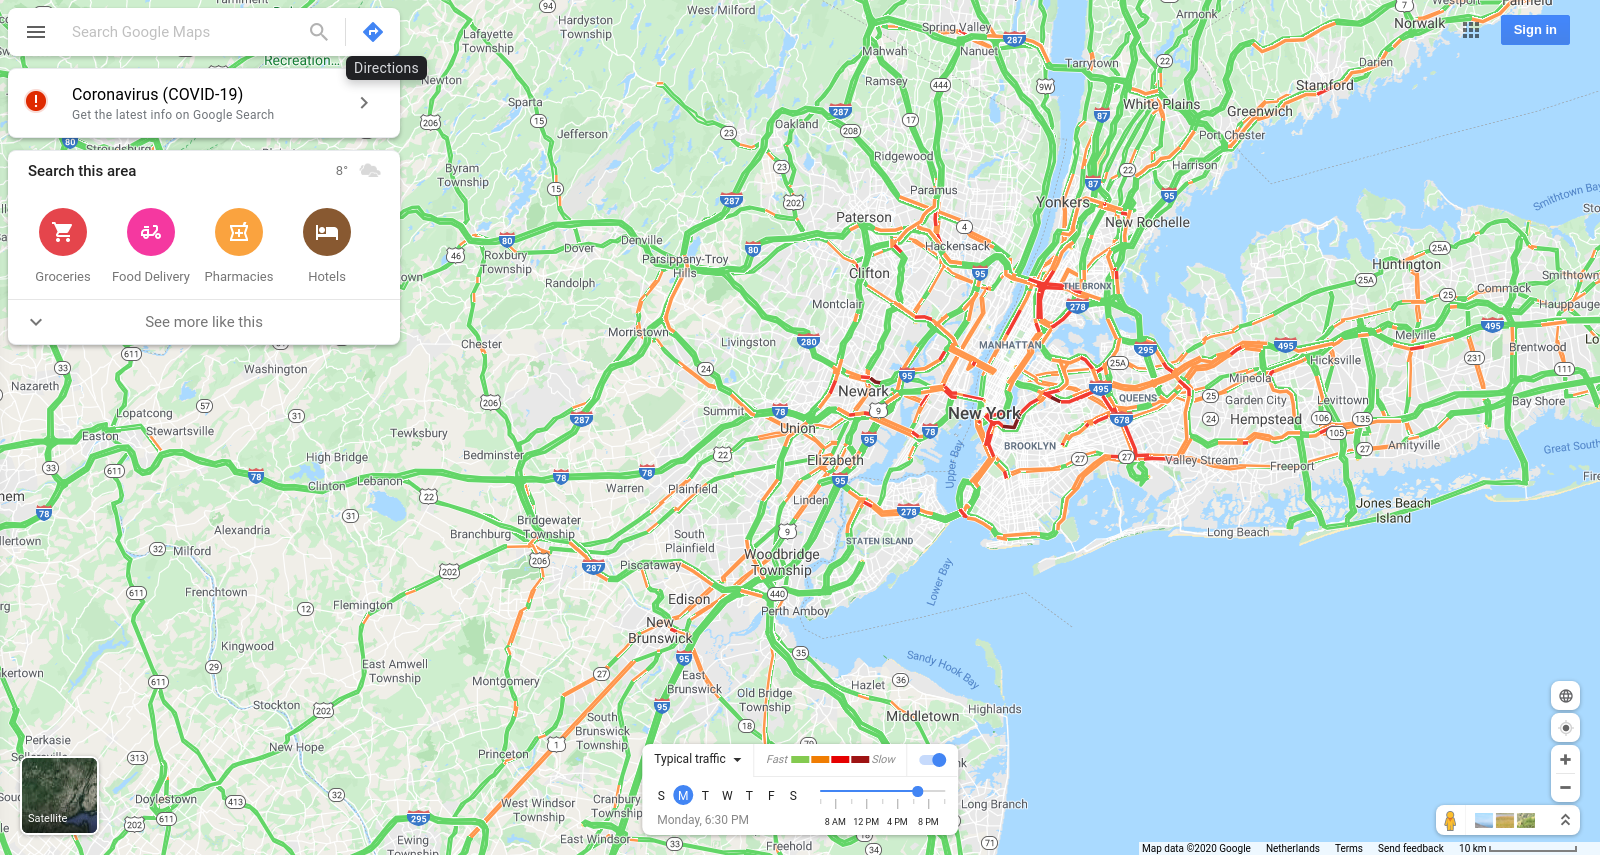 Search Google Maps
Directions
Coronavirus (COVID-19)
Get the latest info on Google Search
Search this area
8°
Groceries
Food Delivery
Pharmacies
Hotels
See more like this
Sign in
Recreation...
Newton
West Milford
Hardyston
Township
Lafayette
Township
Sparta
Jefferson
Byram
Township
Stroudsburg
Spring Valley
Nanuet
Mahwah
Ramsey
Oakland
Ridgewood
Paramus
Tarrytown
White Plains
Armonk
Norwalk
Westport
Fairfield
Darien
Stamford
Greenwich
Port Chester
Harrison
Yonkers
New Rochelle
Paterson
Hackensack
Clifton
Montclair
Denville
Dover
Roxbury
Township
Parsippany-Troy
Hills
Randolph
Morristown
Livingston
Chester
Washington
Nazareth
Lopatcong
Stewartsville
Easton
Tewksbury
High Bridge
Bedminster
Clinton
Lebanon
Summit
Union
Newark
Elizabeth
Linden
Warren
Plainfield
New York
MANHATTAN
THE BRONX
QUEENS
BROOKLYN
STATEN ISLAND
Upper Bay
Lower Bay
Sandy Hook Bay
Smithtown Bay
Huntington
Smithtown
Commack
Hauppauge
Melville
Brentwood
Hicksville
Mineola
Garden City
Levittown
Hempstead
Bay Shore
Amityville
Valley Stream
Freeport
Great South
Jones Beach
Island
Long Beach
Alexandria
Milford
Branchburg
Bridgewater
Township
South
Plainfield
Piscataway
Woodbridge
Township
Edison
Perth Amboy
New
Brunswick
Frenchtown
Flemington
Kingwood
East Amwell
Township
Montgomery
East
Brunswick
Old Bridge
Township
Hazlet
Middletown
Highlands
Stockton
New Hope
Perkasie
Sellersville
Doylestown
Princeton
South
Brunswick
Township
West Windsor
Township
Cranbury
Township
East Windsor
Ewing
Freehold
Long Branch
Satellite
Typical traffic
Fast
Slow
S M T W T F S
Monday, 6:30 PM
8 AM 12 PM 4 PM 8 PM
Map data ©2020 Google Netherlands Terms Send feedback 10 km